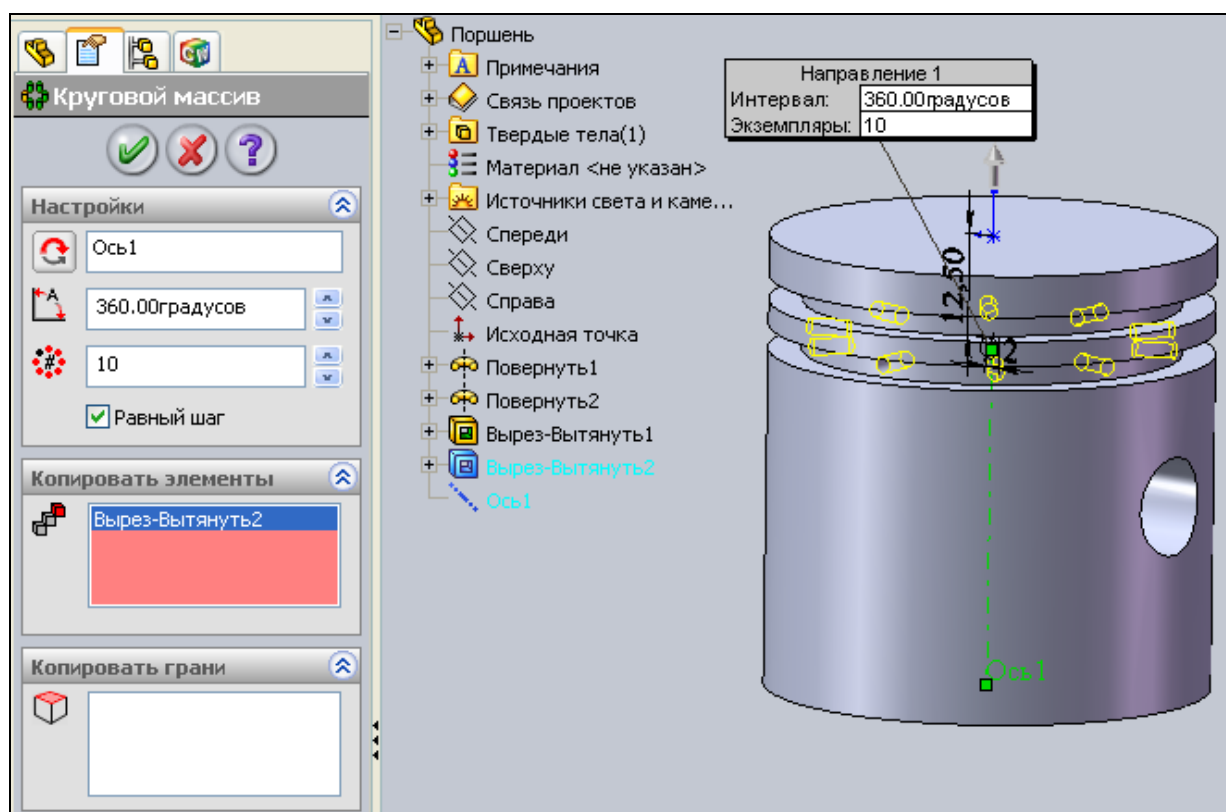 Круговой массив
Настройки
Ось1
360.00градусов
10
Равный шаг
Копировать элементы
Вырез-Вытянуть2
Копировать грани
Поршень
Примечания
Связь проектов
Твердые тела(1)
Материал <не указан>
Источники света и каме...
Спереди
Сверху
Справа
Исходная точка
Повернуть1
Повернуть2
Вырез-Вытянуть1
Вырез-Вытянуть2
Ось1
Направление 1
Интервал: 360.00градусов
Экземпляры: 10
12,50
2
Ось1